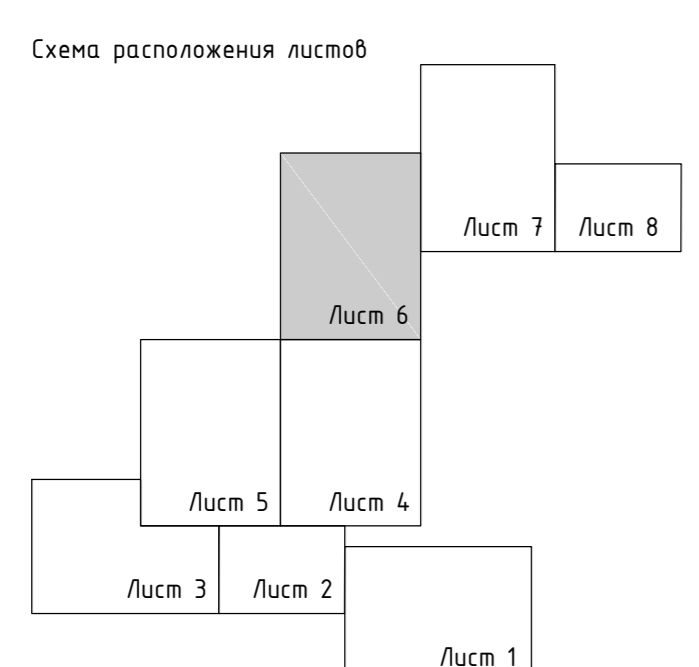 Схема расположения листов
Лист 7
Лист 8
Лист 6
Лист 5
Лист 4
Лист 3
Лист 2
Лист 1